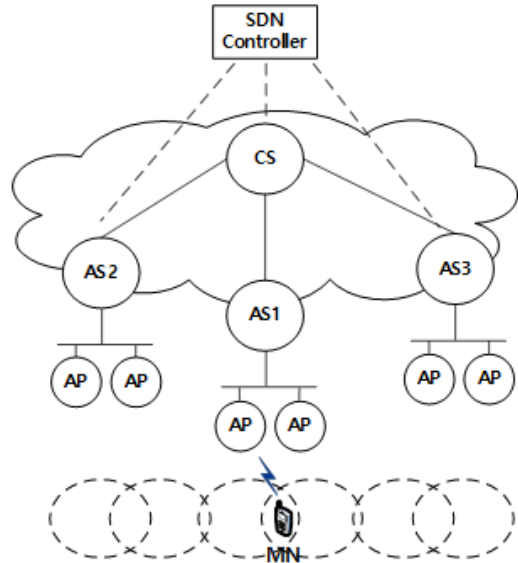 SDN
Controller
CS
AS2
AS3
AS1
AP AP
AP AP
AP AP
MN